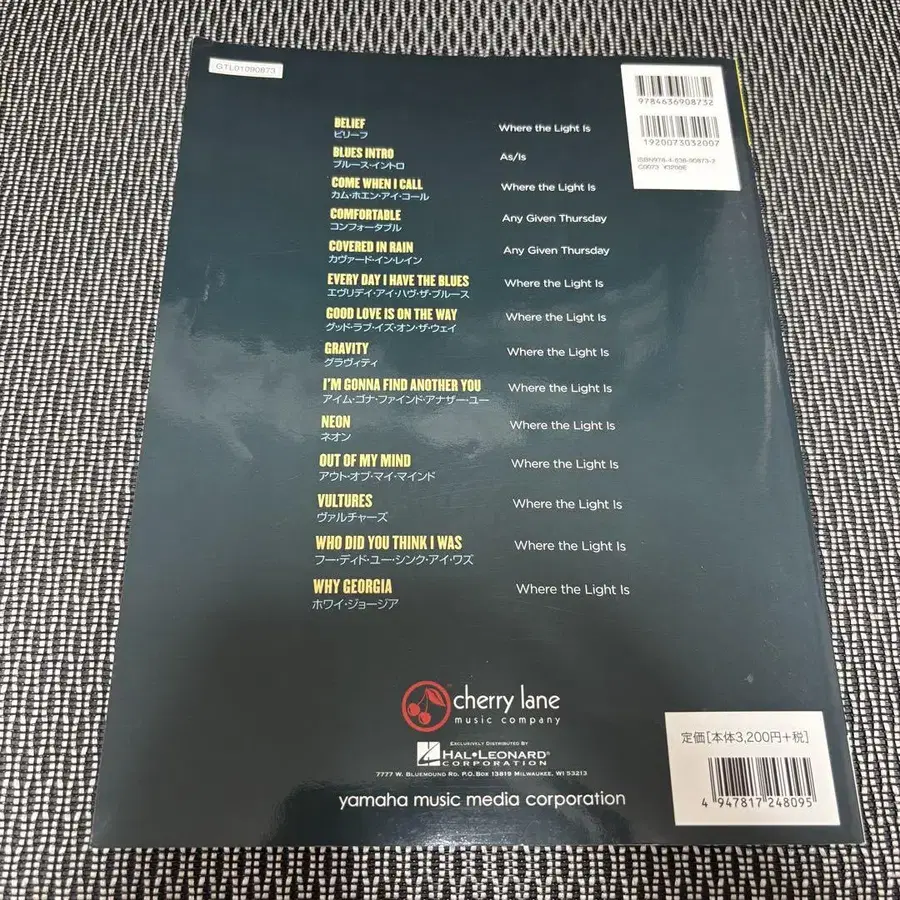 GTL01090873
9784636908732
1920073032007
ISBN978-4-636-90873-2
C0073 ¥3200E
BELIEF Where the Light Is
ビリーフ
BLUES INTRO As/Is
ブルース・イントロ
COME WHEN I CALL Where the Light Is
カム・ホエン・アイ・コール
COMFORTABLE Any Given Thursday
コンフォータブル
COVERED IN RAIN Any Given Thursday
カヴァード・イン・レイン
EVERY DAY I HAVE THE BLUES Where the Light Is
エヴリデイ・アイ・ハヴ・ザ・ブルース
GOOD LOVE IS ON THE WAY Where the Light Is
グッド・ラブ・イズ・オン・ザ・ウェイ
GRAVITY Where the Light Is
グラヴィティ
I'M GONNA FIND ANOTHER YOU Where the Light Is
アイム・ゴナ・ファインド・アナザー・ユー
NEON Where the Light Is
ネオン
OUT OF MY MIND Where the Light Is
アウト・オブ・マイ・マインド
VULTURES Where the Light Is
ヴァルチャーズ
WHO DID YOU THINK I WAS Where the Light Is
フー・ディド・ユー・シンク・アイ・ワズ
WHY GEORGIA Where the Light Is
ホワイ・ジョージア
cherry lane
music company
EXCLUSIVELY DISTRIBUTED BY
HAL•LEONARD
CORPORATION
7777 W. BLUEMOUND RD. P.O. BOX 13819 MILWAUKEE, WI 53213
yamaha music media corporation
定価[本体3,200円+税]
4 947817 248095